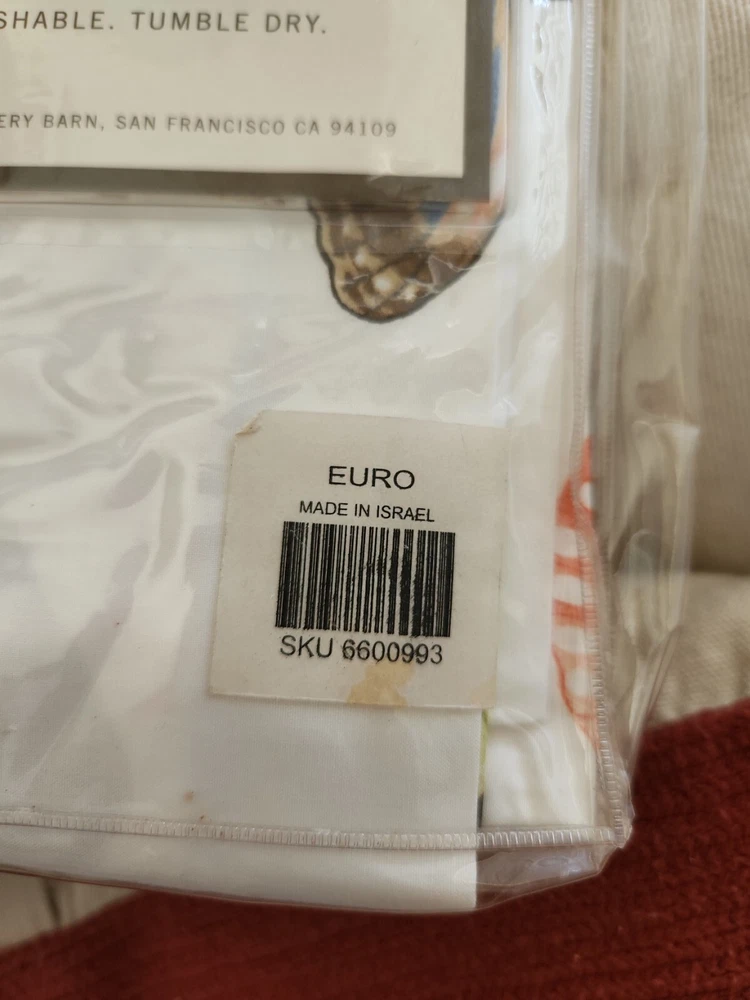 SHABLE. TUMBLE DRY.
ERY BARN, SAN FRANCISCO CA 94109
EURO
MADE IN ISRAEL
SKU 6600993